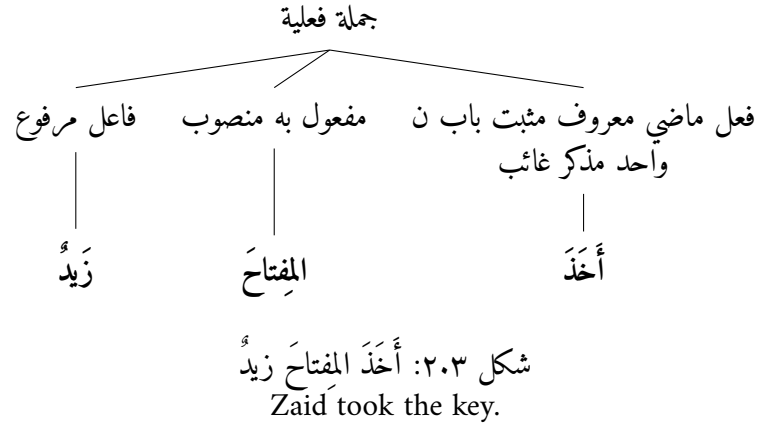 جملة فعلية
فعل ماضي معروف مثبت باب ن مفعول به منصوب فاعل مرفوع
واحد مذكر غائب
أَخَذَ المِفتاحَ زَيدٌ
شكل ٢.٠٣: أَخَذَ المِفتاحَ زيدٌ
Zaid took the key.